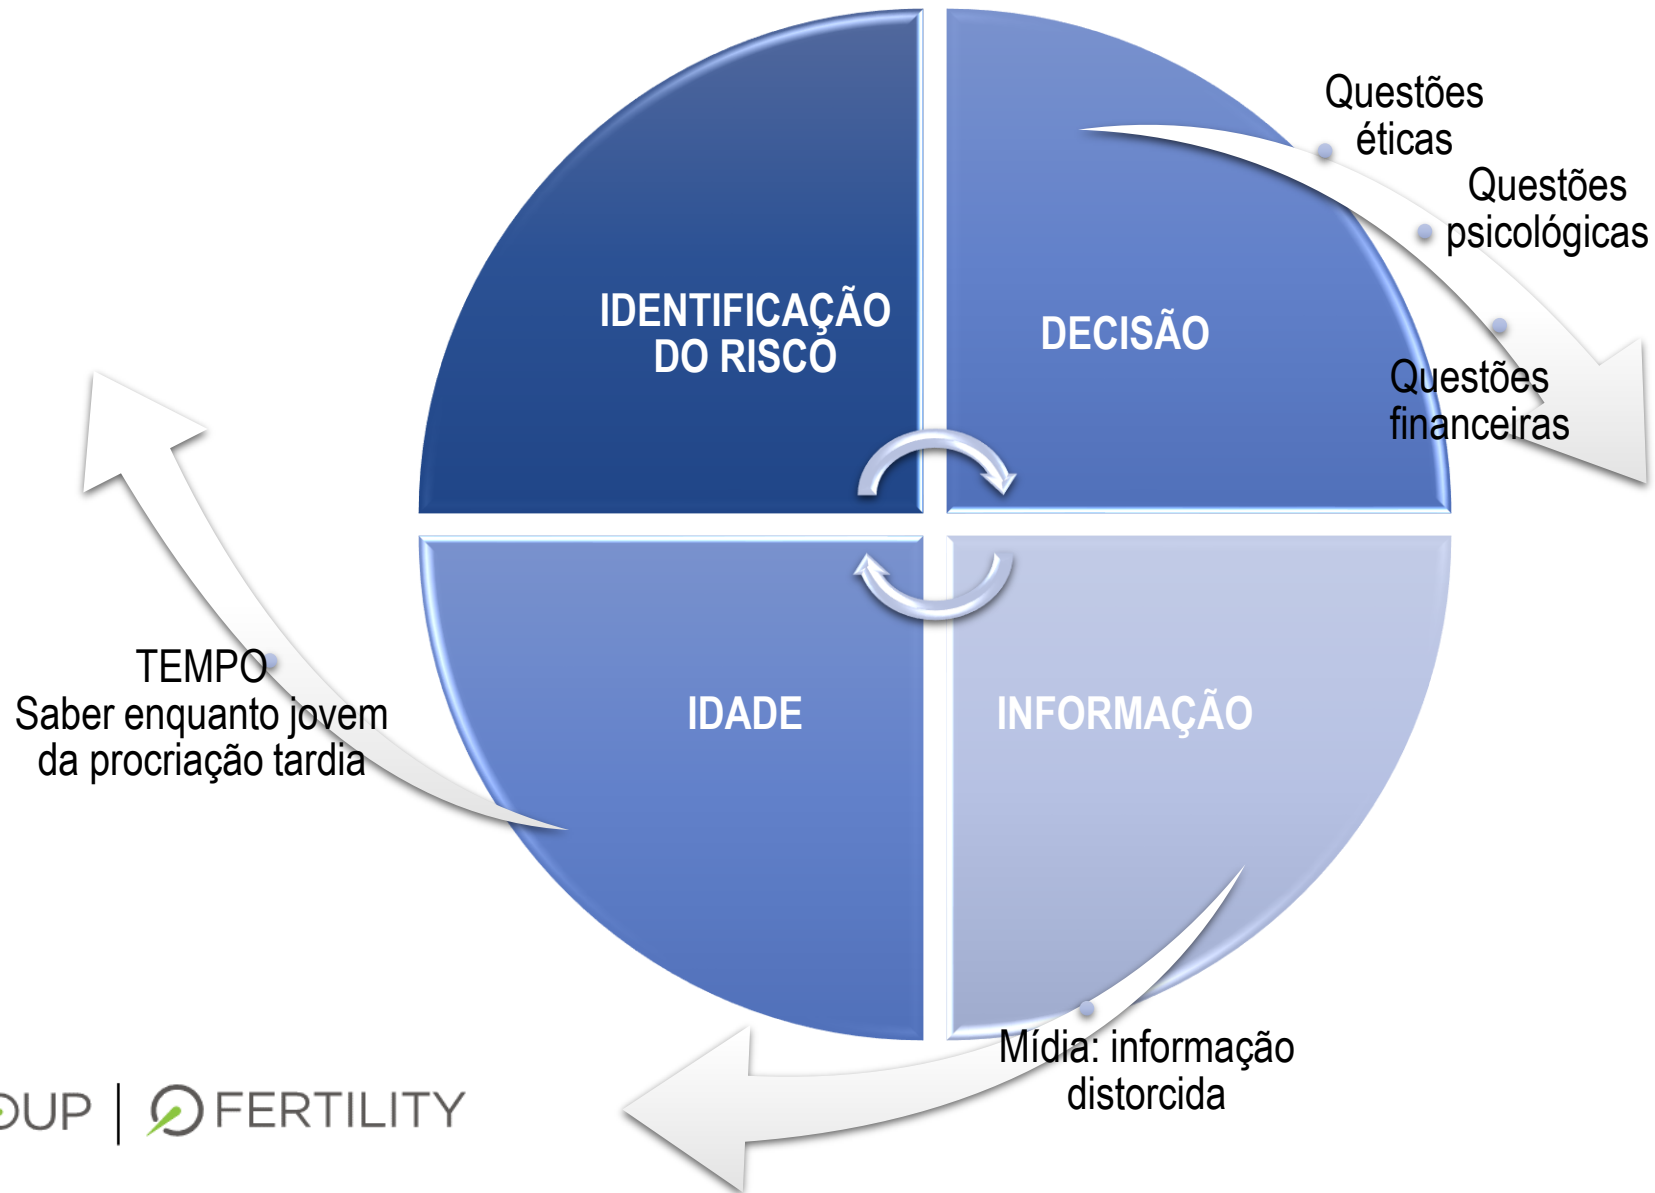 Questões
éticas
Questões
psicológicas
IDENTIFICAÇÃO
DO RISCO
DECISÃO
Questões
financeiras
TEMPO
Saber enquanto jovem
da procriação tardia
IDADE
INFORMAÇÃO
Mídia: informação
distorcida
FERTILITY